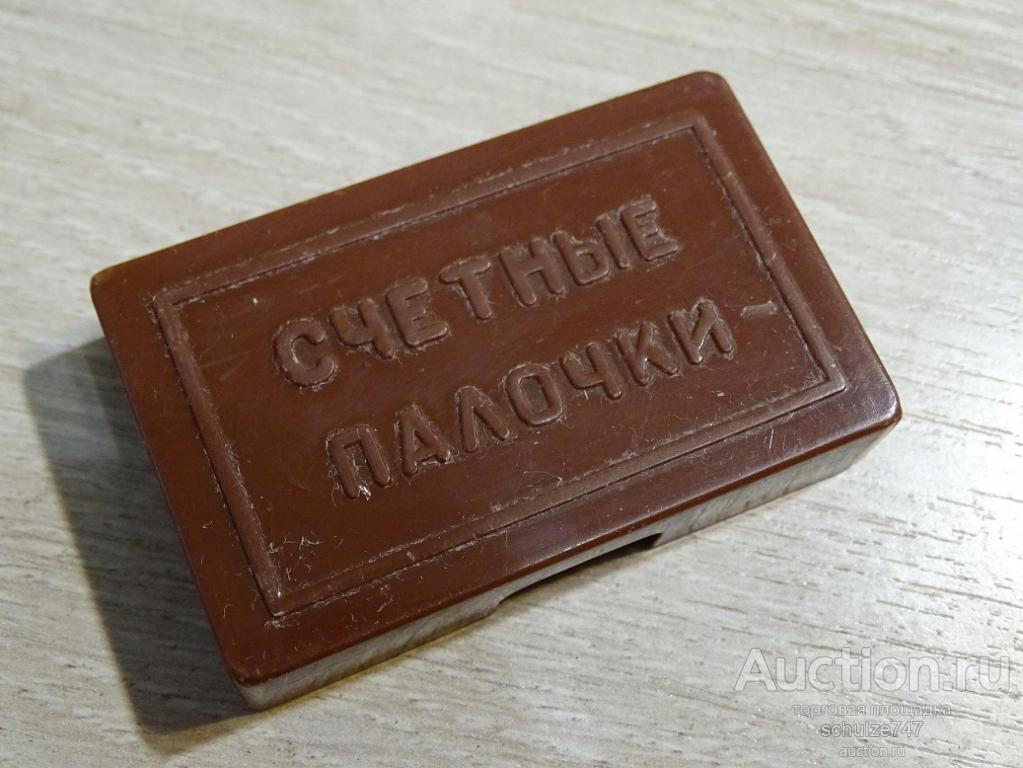 СЧЕТНЫЕ
ПАЛОЧКИ
Auction.ru
торговая площадка
schulze747
auction.ru